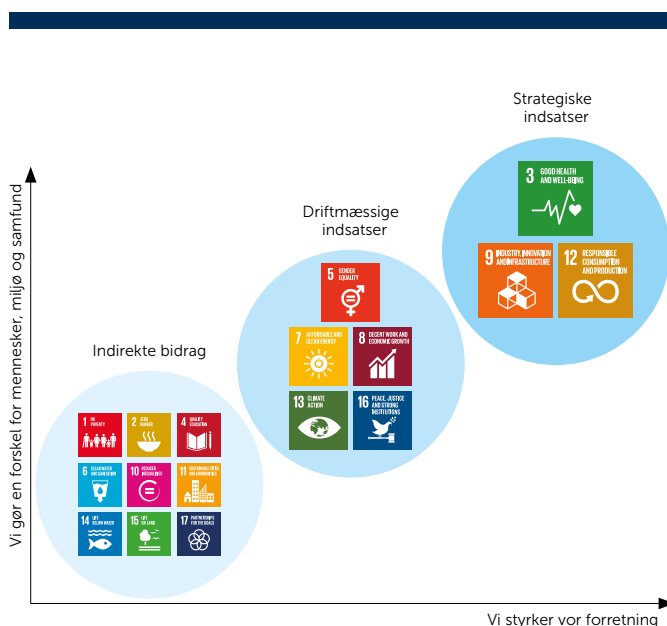 Strategiske
indsatser
3 GOOD HEALTH
AND WELL-BEING
9 INDUSTRY, INNOVATION
AND INFRASTRUCTURE
12 RESPONSIBLE
CONSUMPTION
AND PRODUCTION
Driftmæssige
indsatser
5 GENDER
EQUALITY
7 AFFORDABLE AND
CLEAN ENERGY
8 DECENT WORK AND
ECONOMIC GROWTH
13 CLIMATE
ACTION
16 PEACE, JUSTICE
AND STRONG
INSTITUTIONS
Indirekte bidrag
1 NO
POVERTY
2 ZERO
HUNGER
4 QUALITY
EDUCATION
6 CLEAN WATER
AND SANITATION
10 REDUCED
INEQUALITIES
11 SUSTAINABLE CITIES
AND COMMUNITIES
14 LIFE
BELOW WATER
15 LIFE
ON LAND
17 PARTNERSHIPS
FOR THE GOALS
Vi gør en forskel for mennesker, miljø og samfund
Vi styrker vor forretning